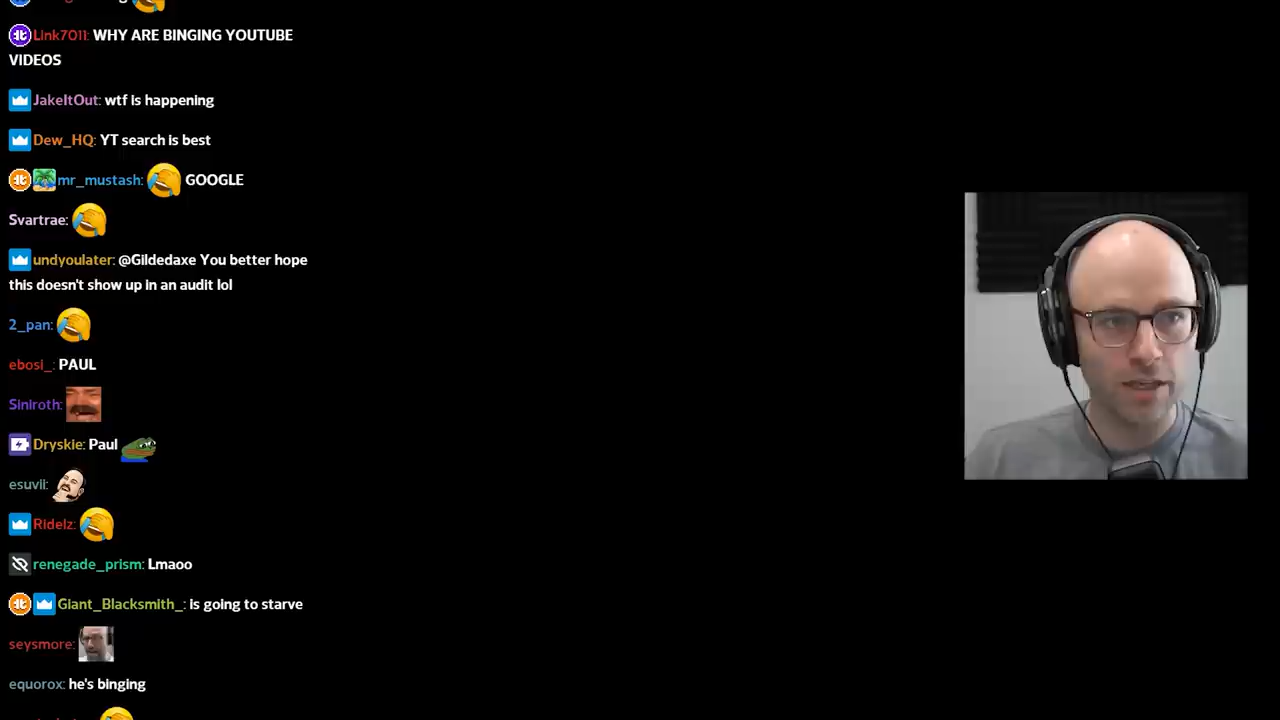 Link7011: WHY ARE BINGING YOUTUBE
VIDEOS
JakeItOut: wtf is happening
Dew_HQ: YT search is best
mr_mustash: GOOGLE
Svartrae:
undyoulater: @Gildedaxe You better hope
this doesn't show up in an audit lol
2_pan:
ebosi_: PAUL
Siniroth:
Dryskie: Paul
esuvii:
Ridelz:
renegade_prism: Lmaoo
Giant_Blacksmith_: is going to starve
seysmore:
equorox: he's binging